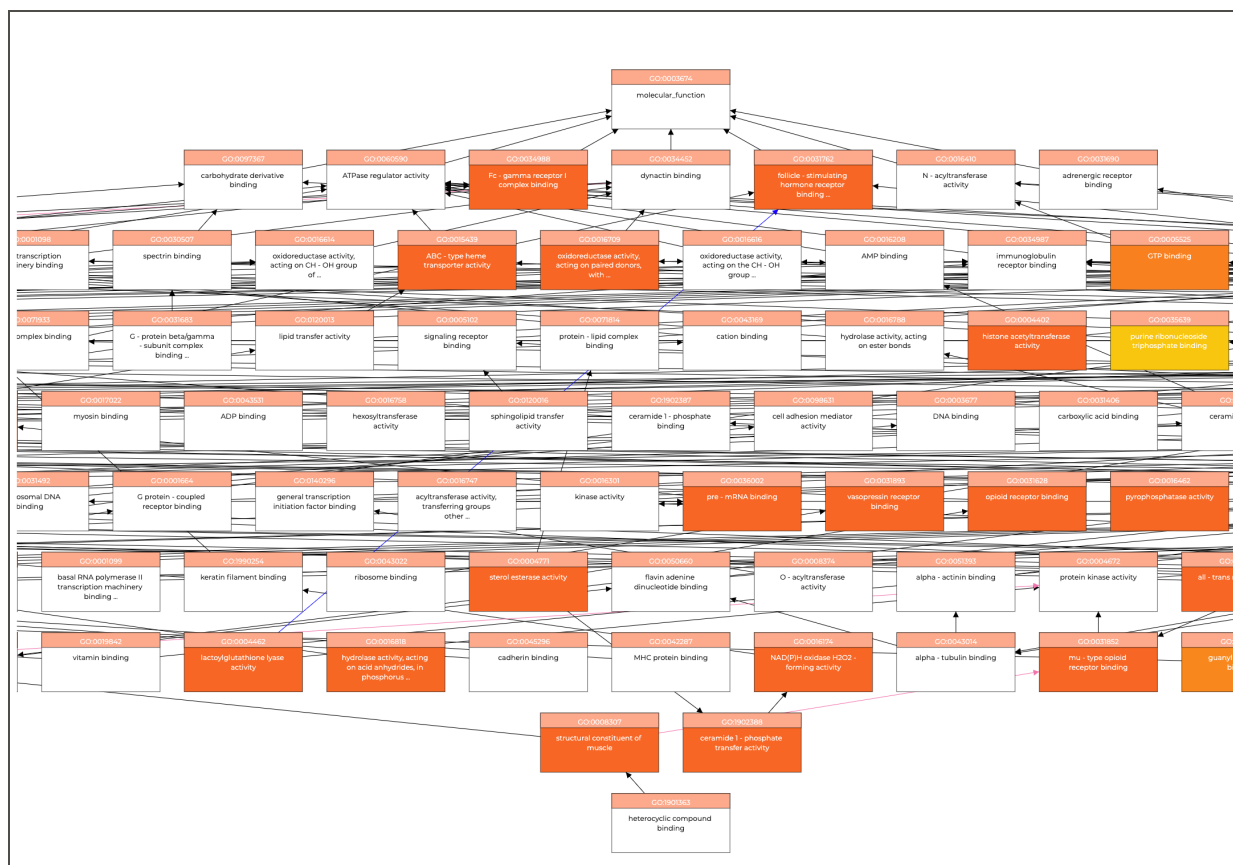 GO:0003674
molecular_function
GO:0097367
carbohydrate derivative
binding
GO:0060590
ATPase regulator activity
GO:0034988
Fc - gamma receptor I
complex binding
GO:0034452
dynactin binding
GO:0031762
follicle - stimulating
hormone receptor
binding ...
GO:0016410
N - acyltransferase
activity
GO:0031690
adrenergic receptor
binding
GO:0001098
transcription
binding
GO:0030507
spectrin binding
GO:0016614
oxidoreductase activity,
acting on CH - OH group
of ...
GO:0015439
ABC - type heme
transporter activity
GO:0016709
oxidoreductase activity,
acting on paired donors,
with ...
GO:0016616
oxidoreductase activity,
acting on the CH - OH
group ...
GO:0016208
AMP binding
GO:0034987
immunoglobulin
receptor binding
GO:0005525
GTP binding
GO:0071933
complex binding
GO:0031683
G - protein beta/gamma
- subunit complex
binding ...
GO:0120013
lipid transfer activity
GO:0005102
signaling receptor
binding
GO:0071814
protein - lipid complex
binding
GO:0043169
cation binding
GO:0016788
hydrolase activity, acting
on ester bonds
GO:0004402
histone acetyltransferase
activity
GO:0035639
purine ribonucleoside
triphosphate binding
GO:0017022
myosin binding
GO:0043531
ADP binding
GO:0016758
hexosyltransferase
activity
GO:0120016
sphingolipid transfer
activity
GO:1902387
ceramide 1 - phosphate
binding
GO:0098631
cell adhesion mediator
activity
GO:0003677
DNA binding
GO:0031406
carboxylic acid binding
GO:
cerami
GO:0031492
osomal DNA
binding
GO:0001664
G protein - coupled
receptor binding
GO:0140296
general transcription
initiation factor binding
GO:0016747
acyltransferase activity,
transferring groups
other ...
GO:0016301
kinase activity
GO:0036002
pre - mRNA binding
GO:0031893
vasopressin receptor
binding
GO:0031628
opioid receptor binding
GO:0016462
pyrophosphatase activity
GO:0001099
basal RNA polymerase II
transcription machinery
binding ...
GO:1990254
keratin filament binding
GO:0043022
ribosome binding
GO:0004771
sterol esterase activity
GO:0050660
flavin adenine
dinucleotide binding
GO:0008374
O - acyltransferase
activity
GO:0051393
alpha - actinin binding
GO:0004672
protein kinase activity
all - trans
GO:0019842
vitamin binding
GO:0004462
lactoylglutathione lyase
activity
GO:0016818
hydrolase activity, acting
on acid anhydrides, in
phosphorus ...
GO:0045296
cadherin binding
GO:0042287
MHC protein binding
GO:0016174
NAD(P)H oxidase H2O2 -
forming activity
GO:0043014
alpha - tubulin binding
GO:0031852
mu - type opioid
receptor binding
guanyl
GO:0008307
structural constituent of
muscle
GO:1902388
ceramide 1 - phosphate
transfer activity
GO:1901363
heterocyclic compound
binding